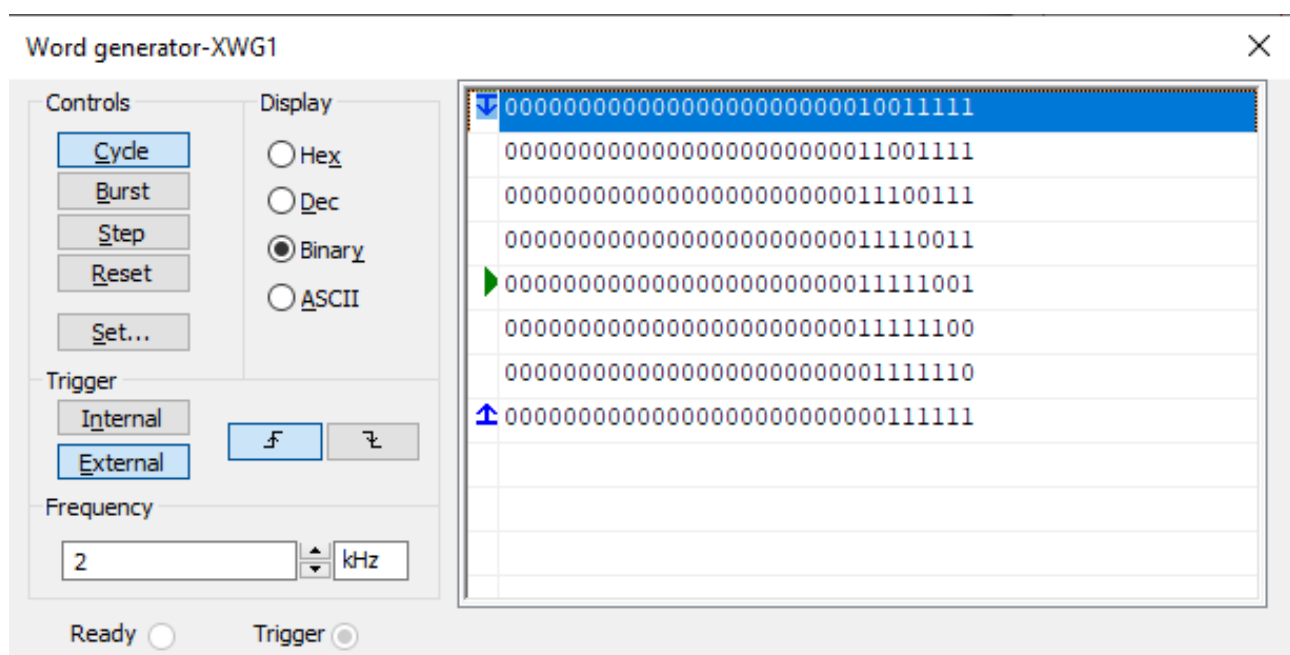 Word generator-XWG1
Controls
Cycle
Burst
Step
Reset
Set...
Display
Hex
Dec
Binary
ASCII
Trigger
Internal
External
Frequency
2
kHz
Ready
Trigger
00000000000000000000000010011111
00000000000000000000000011001111
00000000000000000000000011100111
00000000000000000000000011110011
00000000000000000000000011111001
00000000000000000000000011111100
00000000000000000000000001111110
00000000000000000000000000111111